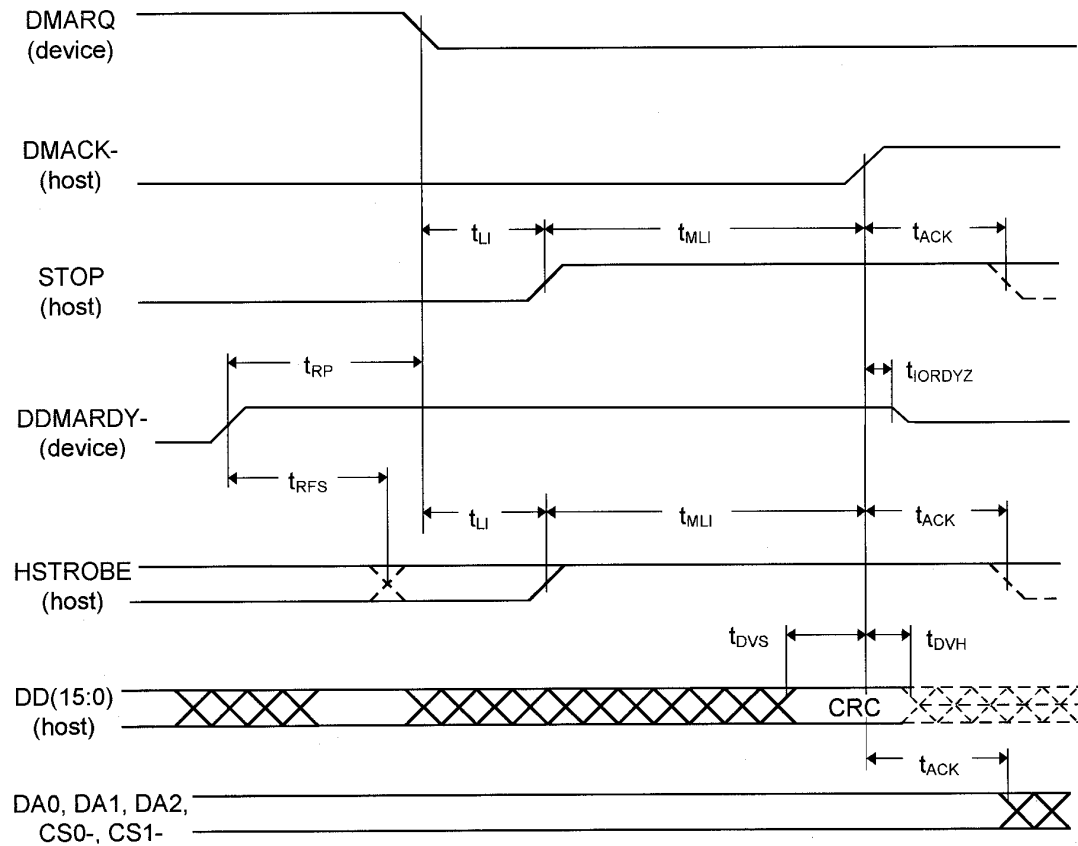 DMARQ
(device)
DMACK-
(host)
tLI
tMLI
tACK
STOP
(host)
tRP
tIORDYZ
DDMARDY-
(device)
tRFS
tLI
tMLI
tACK
HSTROBE
(host)
tDVS
tDVH
DD(15:0)
(host)
CRC
tACK
DA0, DA1, DA2,
CS0-, CS1-